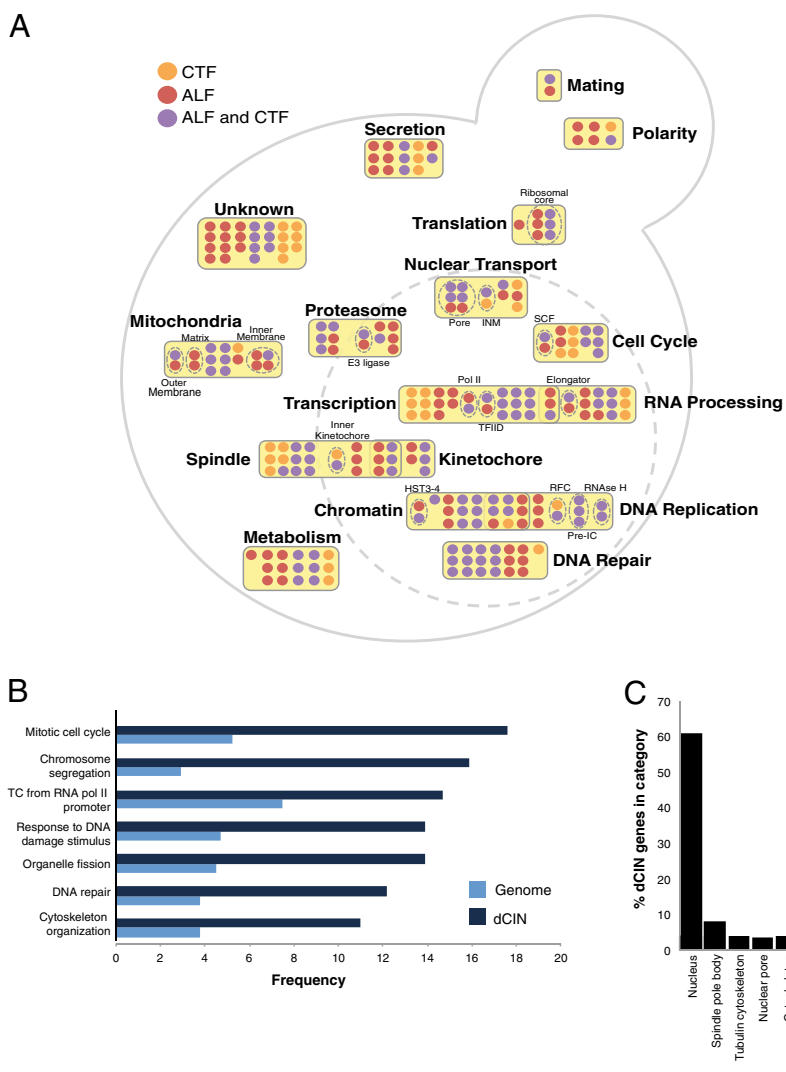 A
CTF
ALF
ALF and CTF
Mating
Polarity
Secretion
Unknown
Ribosomal
core
Translation
Nuclear Transport
Pore
INM
Proteasome
E3 ligase
Mitochondria
Matrix
Inner
Membrane
Outer
Membrane
SCF
Cell Cycle
Transcription
Pol II
TFIID
Elongator
RNA Processing
Spindle
Inner
Kinetochore
Kinetochore
Chromatin
HST3-4
RFC
RNAse H
Pre-IC
DNA Replication
Metabolism
DNA Repair
B
Mitotic cell cycle
Chromosome
segregation
TC from RNA pol II
promoter
Response to DNA
damage stimulus
Organelle fission
DNA repair
Cytoskeleton
organization
Genome
dCIN
0 2 4 6 8 10 12 14 16 18 20
Frequency
C
% dCIN genes in category
70
60
50
40
30
20
10
0
Nucleus
Spindle pole body
Tubulin cytoskeleton
Nuclear pore